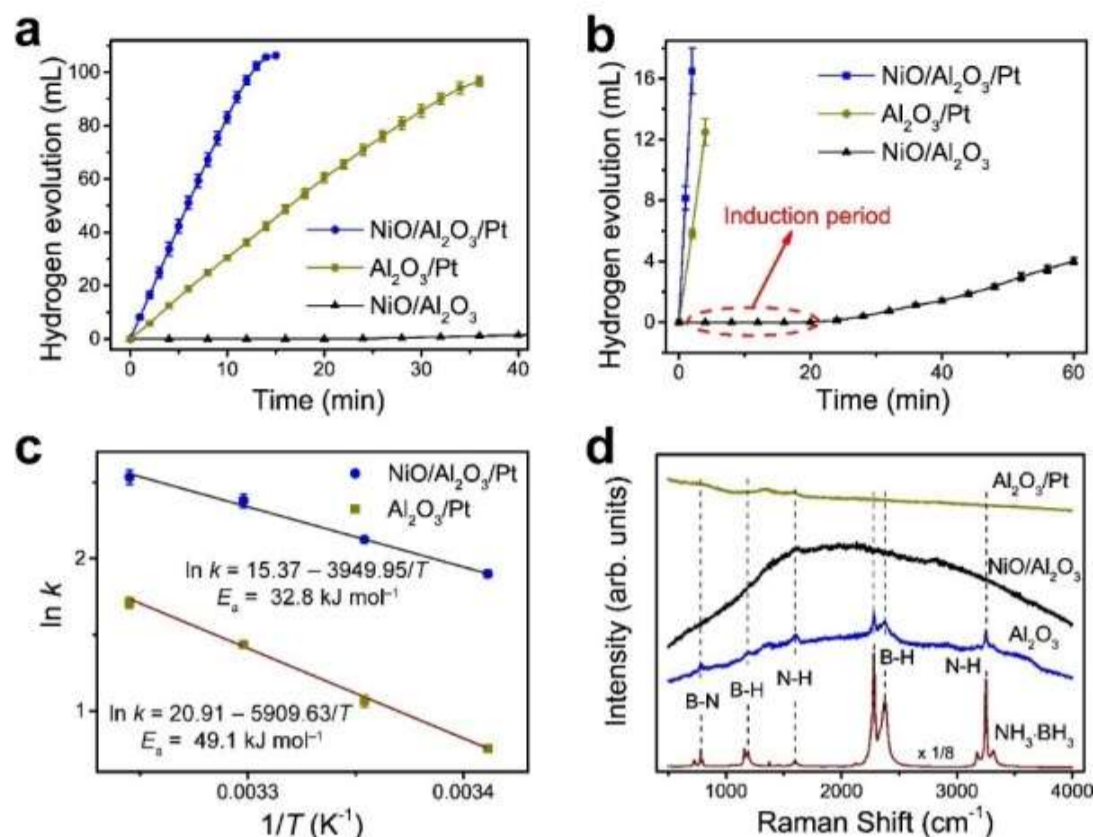 a
Hydrogen evolution (mL)
100
80
60
40
20
0
NiO/Al₂O₃/Pt
Al₂O₃/Pt
NiO/Al₂O₃
0 10 20 30 40
Time (min)
b
Hydrogen evolution (mL)
16
12
8
4
0
NiO/Al₂O₃/Pt
Al₂O₃/Pt
NiO/Al₂O₃
Induction period
0 20 40 60
Time (min)
c
ln k
2
1
NiO/Al₂O₃/Pt
Al₂O₃/Pt
ln k = 15.37 – 3949.95/T
Eₐ = 32.8 kJ mol⁻¹
ln k = 20.91 – 5909.63/T
Eₐ = 49.1 kJ mol⁻¹
0.0033 0.0034
1/T (K⁻¹)
d
Intensity (arb. units)
Al₂O₃/Pt
NiO/Al₂O₃
Al₂O₃
B-N
B-H
N-H
B-H
N-H
NH₃·BH₃
x 1/8
1000 2000 3000 4000
Raman Shift (cm⁻¹)